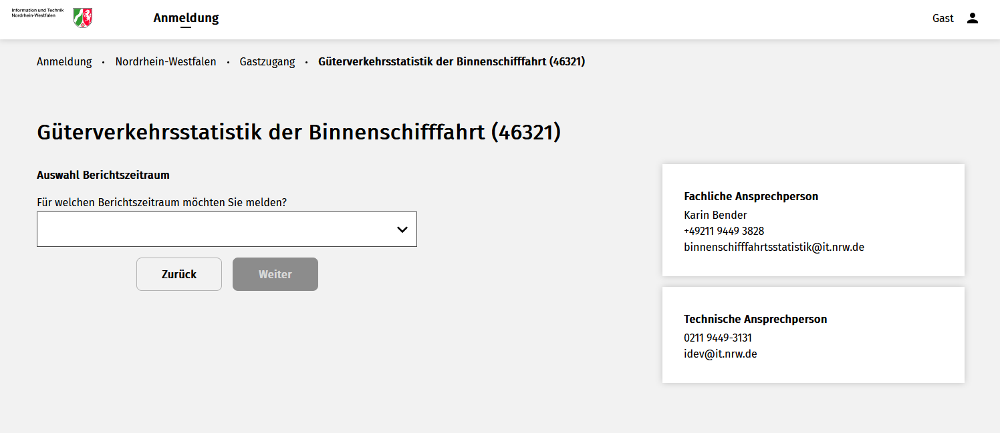 Information und Technik
Nordrhein-Westfalen
Anmeldung
Gast
Anmeldung • Nordrhein-Westfalen • Gastzugang • Güterverkehrsstatistik der Binnenschifffahrt (46321)
Güterverkehrsstatistik der Binnenschifffahrt (46321)
Auswahl Berichtszeitraum
Für welchen Berichtszeitraum möchten Sie melden?
Zurück
Weiter
Fachliche Ansprechperson
Karin Bender
+49211 9449 3828
binnenschifffahrtsstatistik@it.nrw.de
Technische Ansprechperson
0211 9449-3131
idev@it.nrw.de